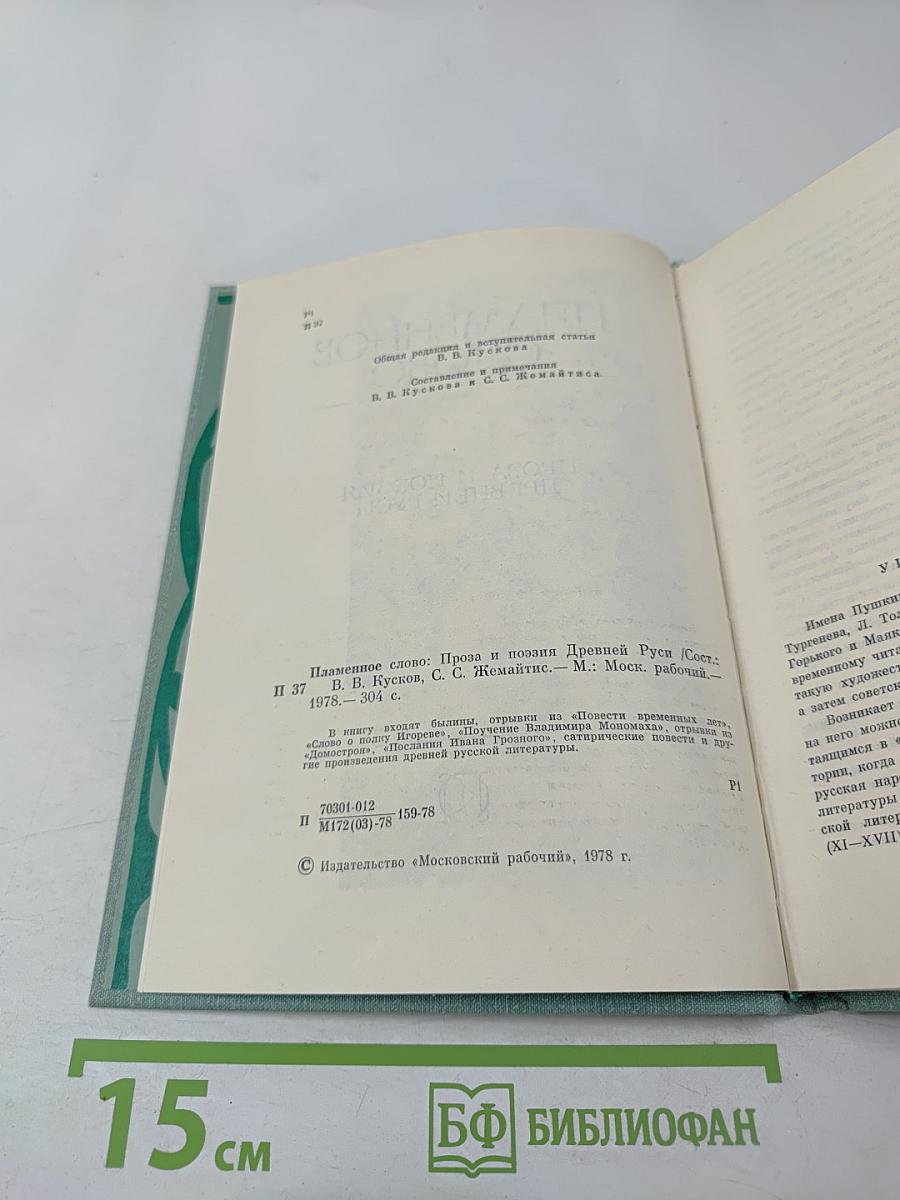 Р1
П 37
Общая редакция и вступительная статья
В. В. Кускова
Составление и примечания
В. В. Кускова и С. С. Жемайтиса
Пламенное слово: Проза и поэзия Древней Руси /Сост.:
П 37 В. В. Кусков, С. С. Жемайтис.— М.: Моск. рабочий.—
1978.— 304 с.
В книгу входят былины, отрывки из «Повести временных лет»,
«Слово о полку Игореве», «Поучение Владимира Мономаха», отрывки из
«Домостроя», «Послания Ивана Грозного», сатирические повести и дру-
гие произведения древней русской литературы.
Р1
П 70301-012
М172(03)-78 159-78
© Издательство «Московский рабочий», 1978 г.
У И
Имена Пушки
Тургенева, Л. Тол
Горького и Маяк
временному чита
такую художест
а затем советск
Возникает
на него можно
таящимся в «
тории, когда
русская нар
литературы
ской литер
(XI—XVII)
15 см
БФ БИБЛИОФАН